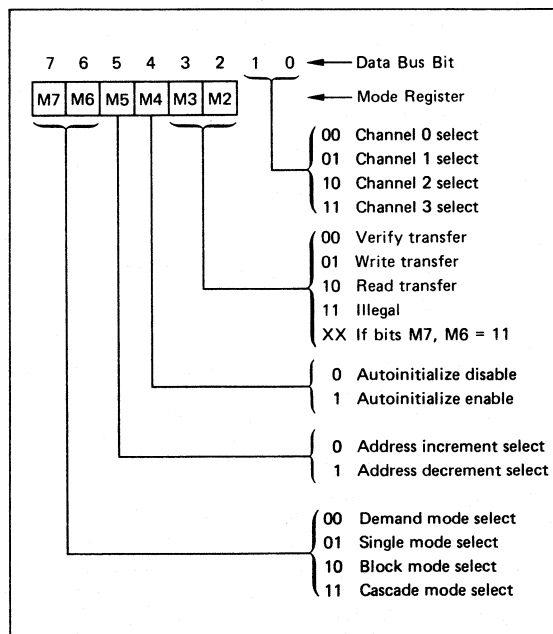 7 6 5 4 3 2 1 0 Data Bus Bit
M7 M6 M5 M4 M3 M2 Mode Register
00 Channel 0 select
01 Channel 1 select
10 Channel 2 select
11 Channel 3 select
00 Verify transfer
01 Write transfer
10 Read transfer
11 Illegal
XX If bits M7, M6 = 11
0 Autoinitialize disable
1 Autoinitialize enable
0 Address increment select
1 Address decrement select
00 Demand mode select
01 Single mode select
10 Block mode select
11 Cascade mode select